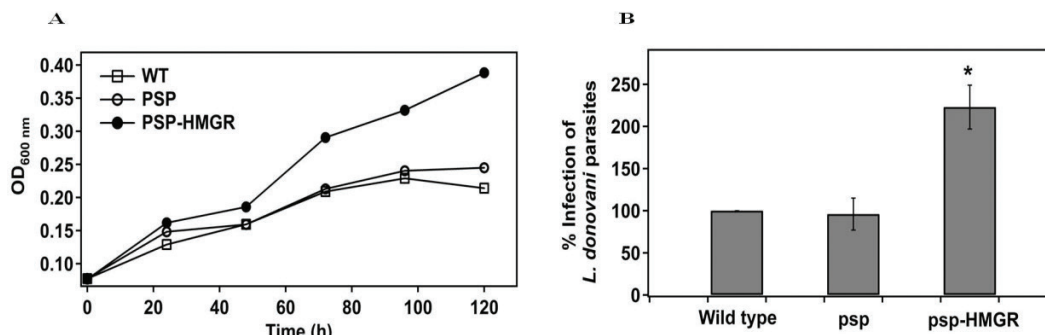 A
0.40
0.35
0.30
0.25
0.20
0.15
0.10
OD600 nm
WT
PSP
PSP-HMGR
0
20
40
60
80
100
120
Time (h)
B
250
200
150
100
50
0
% Infection of
L. donovani parasites
*
Wild type
psp
psp-HMGR